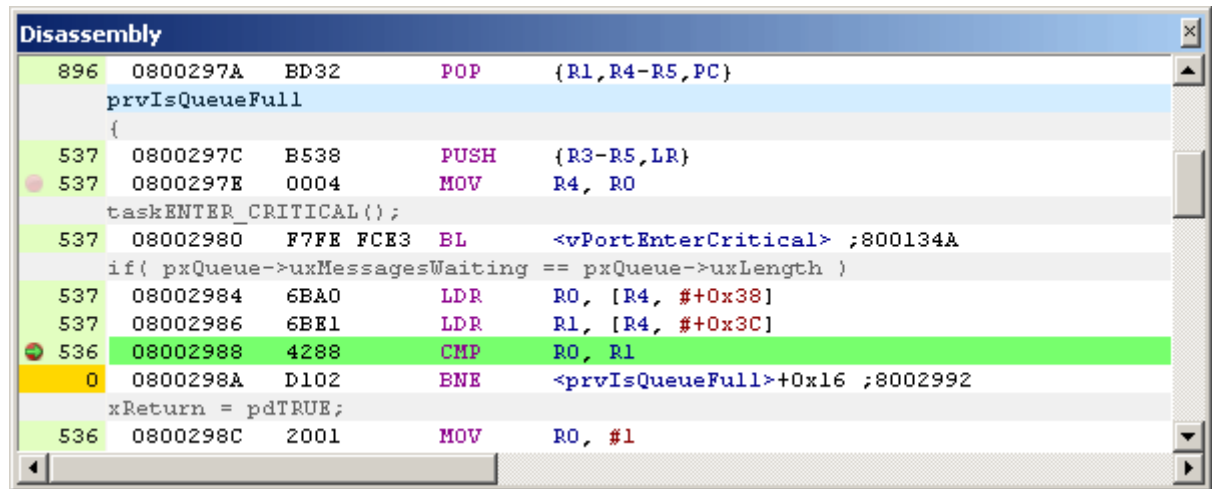 Disassembly
896 0800297A BD32 POP {R1,R4-R5,PC}
prvIsQueueFull
{
537 0800297C B538 PUSH {R3-R5,LR}
537 0800297E 0004 MOV R4, R0
taskENTER_CRITICAL();
537 08002980 F7FE FCE3 BL <vPortEnterCritical> ;800134A
if( pxQueue->uxMessagesWaiting == pxQueue->uxLength )
537 08002984 6BA0 LDR R0, [R4, #+0x38]
537 08002986 6BE1 LDR R1, [R4, #+0x3C]
536 08002988 4288 CMP R0, R1
0 0800298A D102 BNE <prvIsQueueFull>+0x16 ;8002992
xReturn = pdTRUE;
536 0800298C 2001 MOV R0, #1